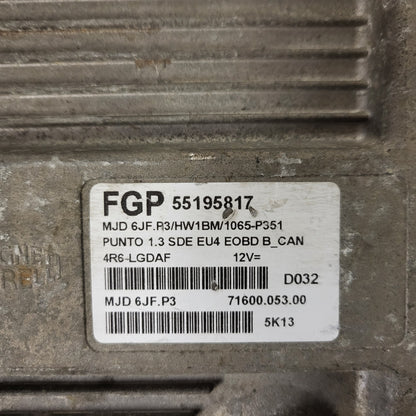 FGP 55195817
MJD 6JF.P3/HW1BM/1065-P351
PUNTO 1.3 SDE EU4 EOBD B_CAN
4R6-LGDAF 12V=
D032
MJD 6JF.P3 71600.053.00
5K13